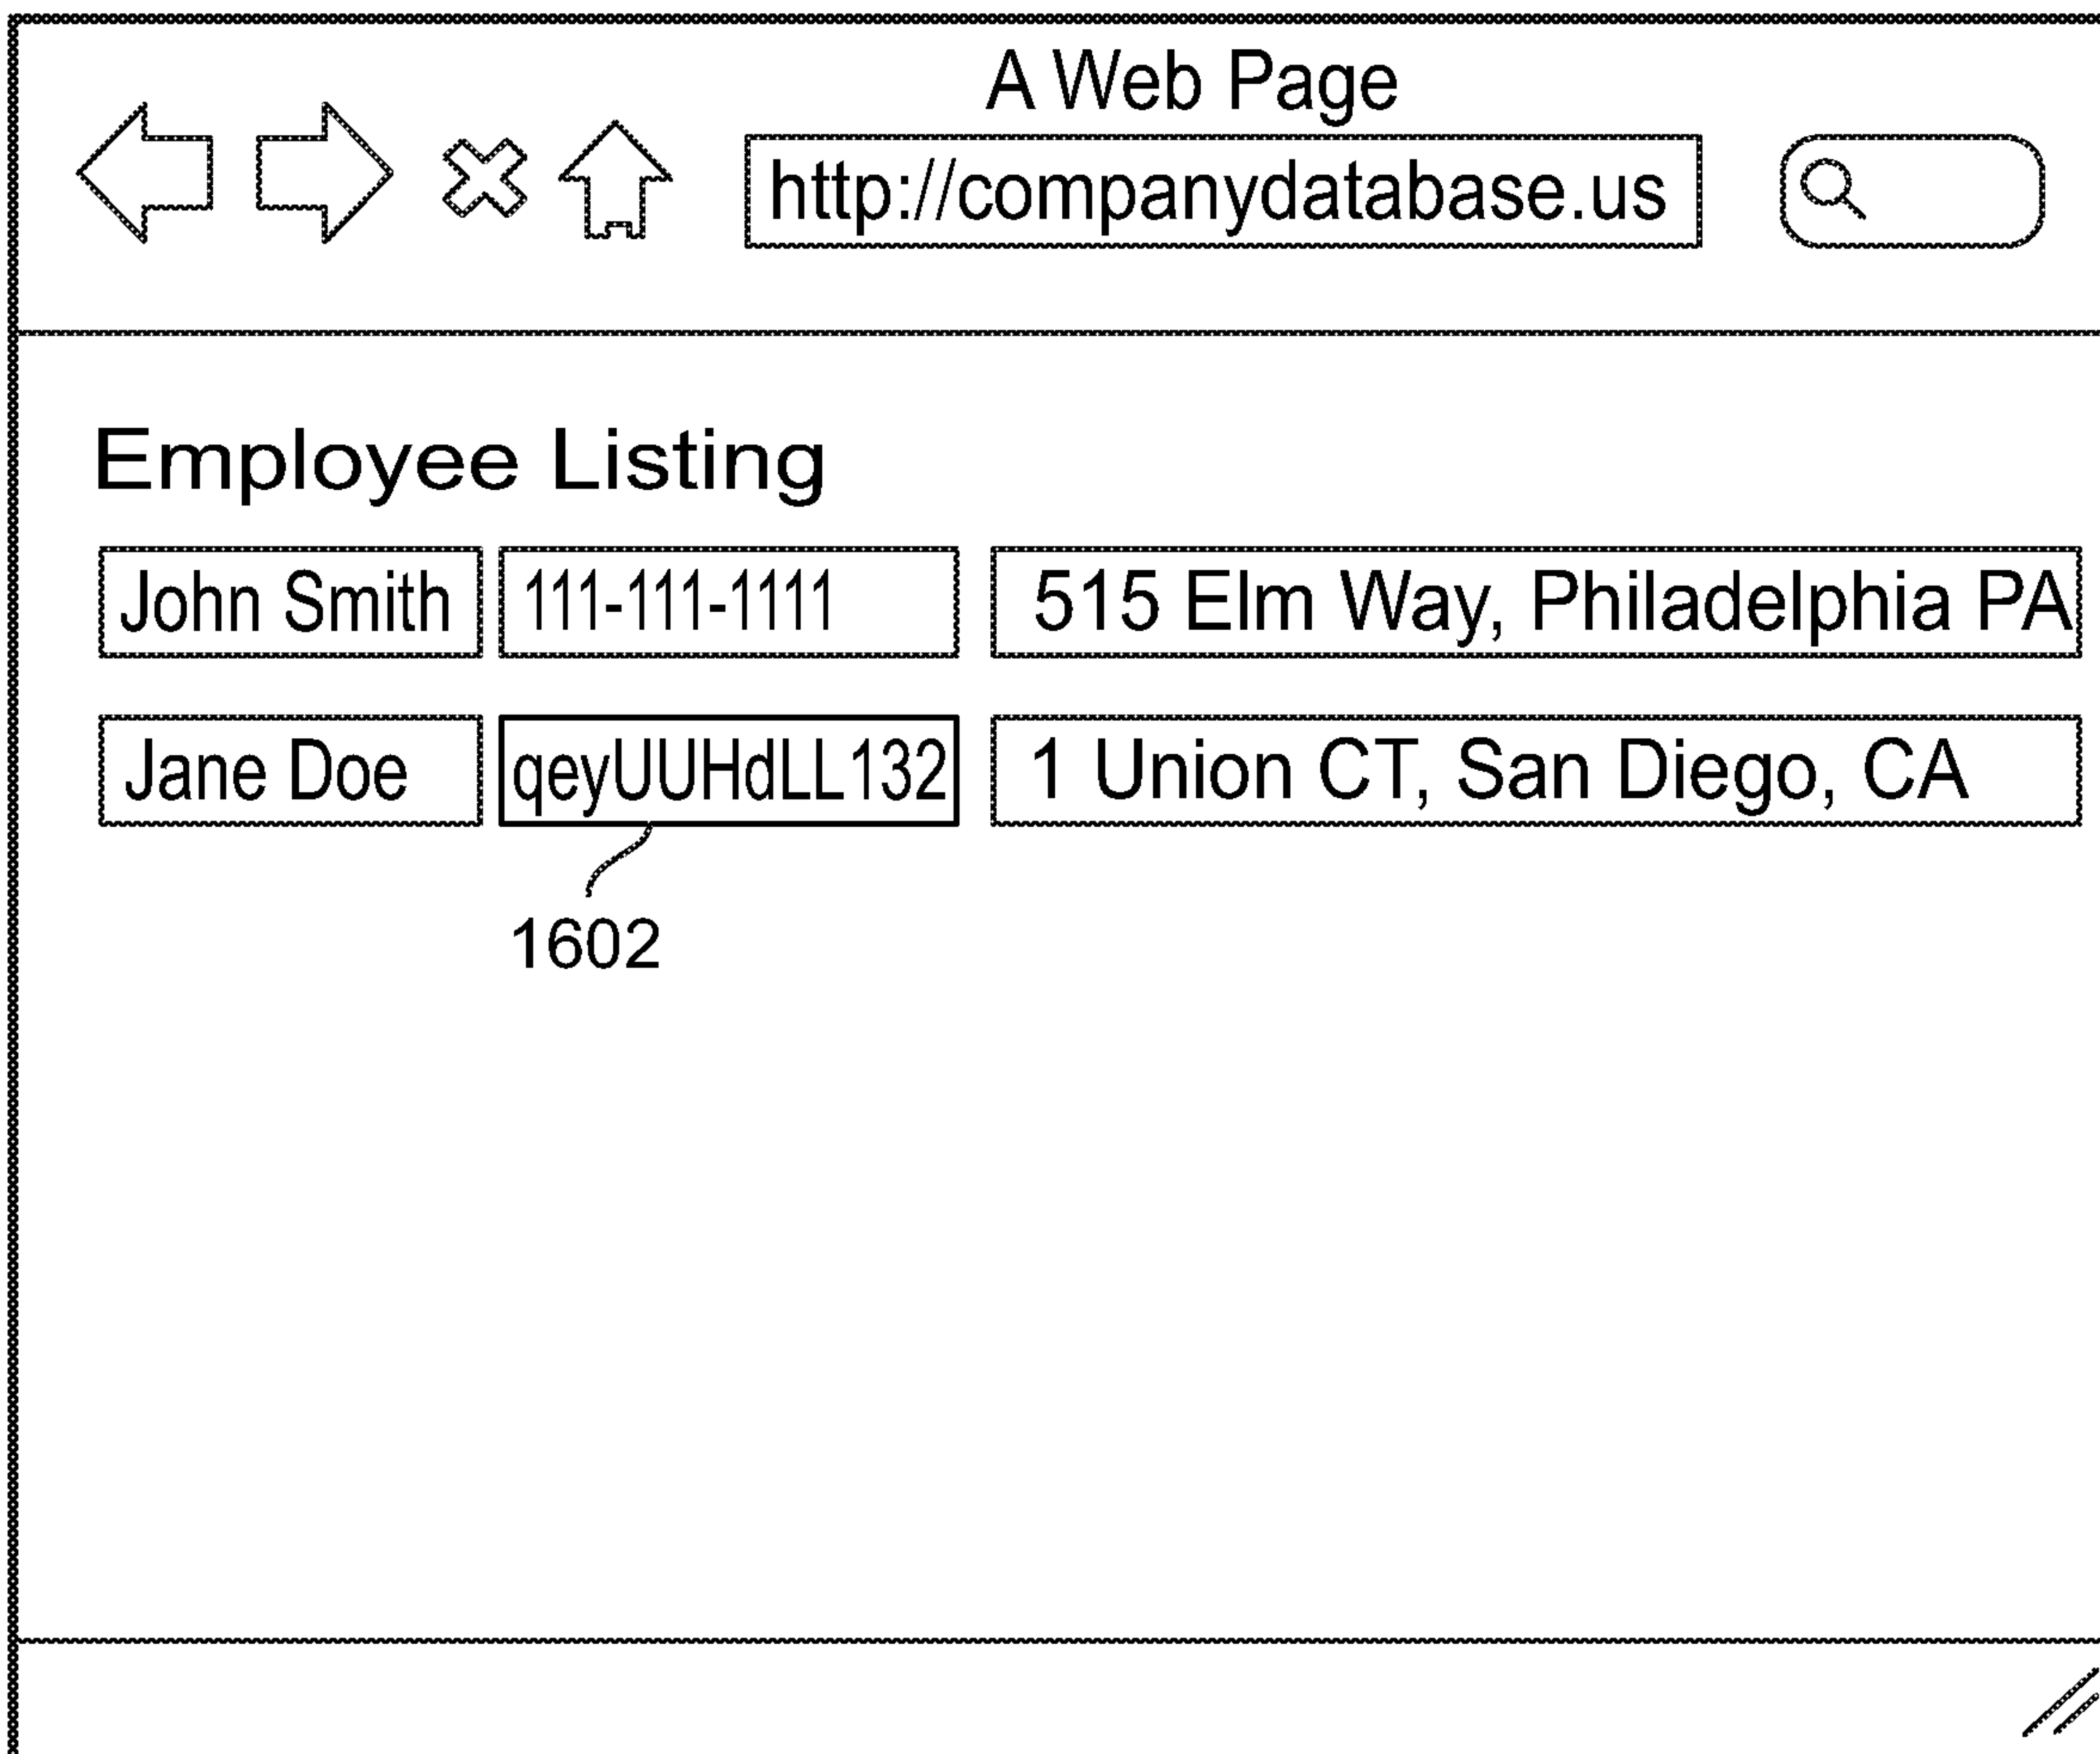 A Web Page
http://companydatabase.us
Employee Listing
John Smith 111-111-1111 515 Elm Way, Philadelphia PA
Jane Doe qeyUUHdLL132 1 Union CT, San Diego, CA
1602